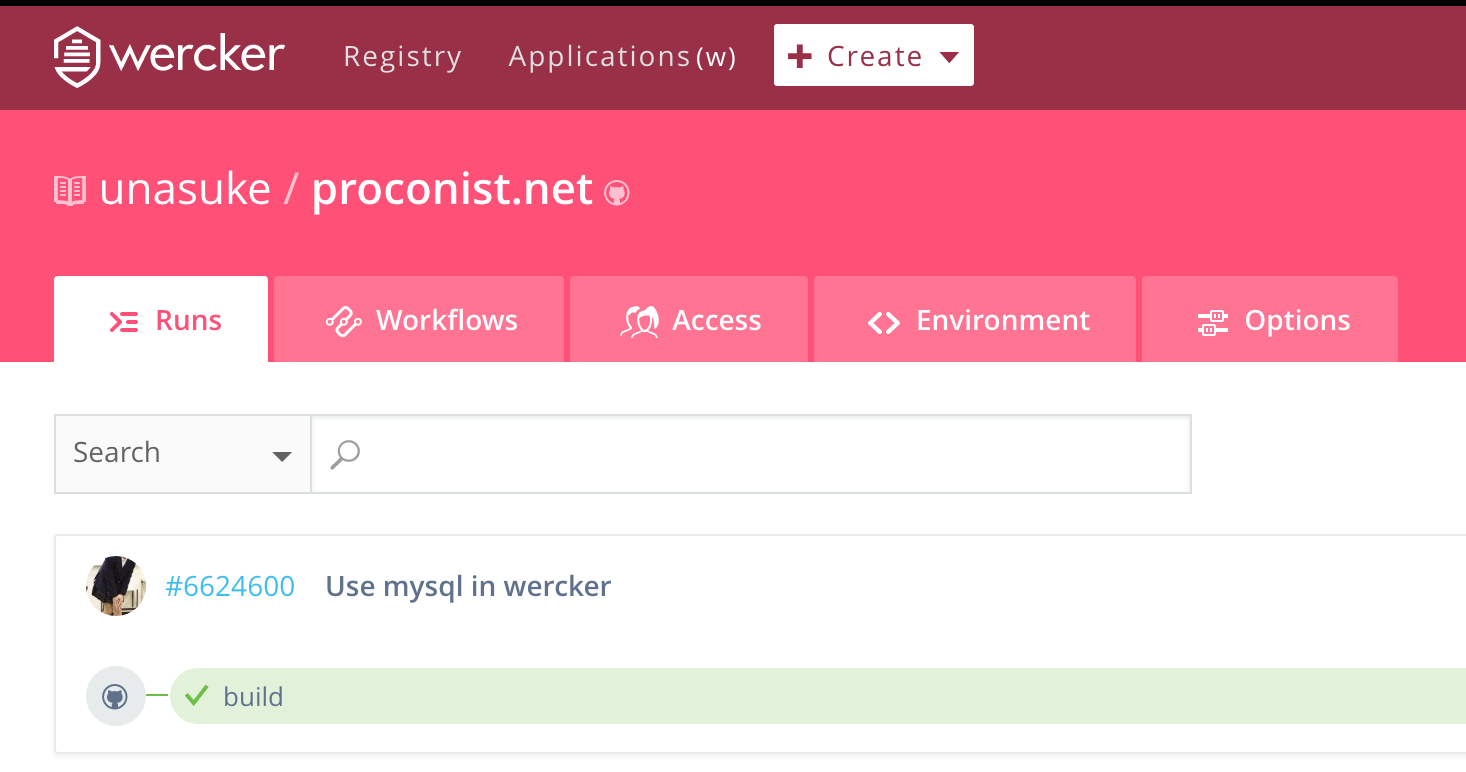 wercker Registry Applications(w) + Create
unasuke / proconist.net
Runs Workflows Access Environment Options
Search
#6624600 Use mysql in wercker
build